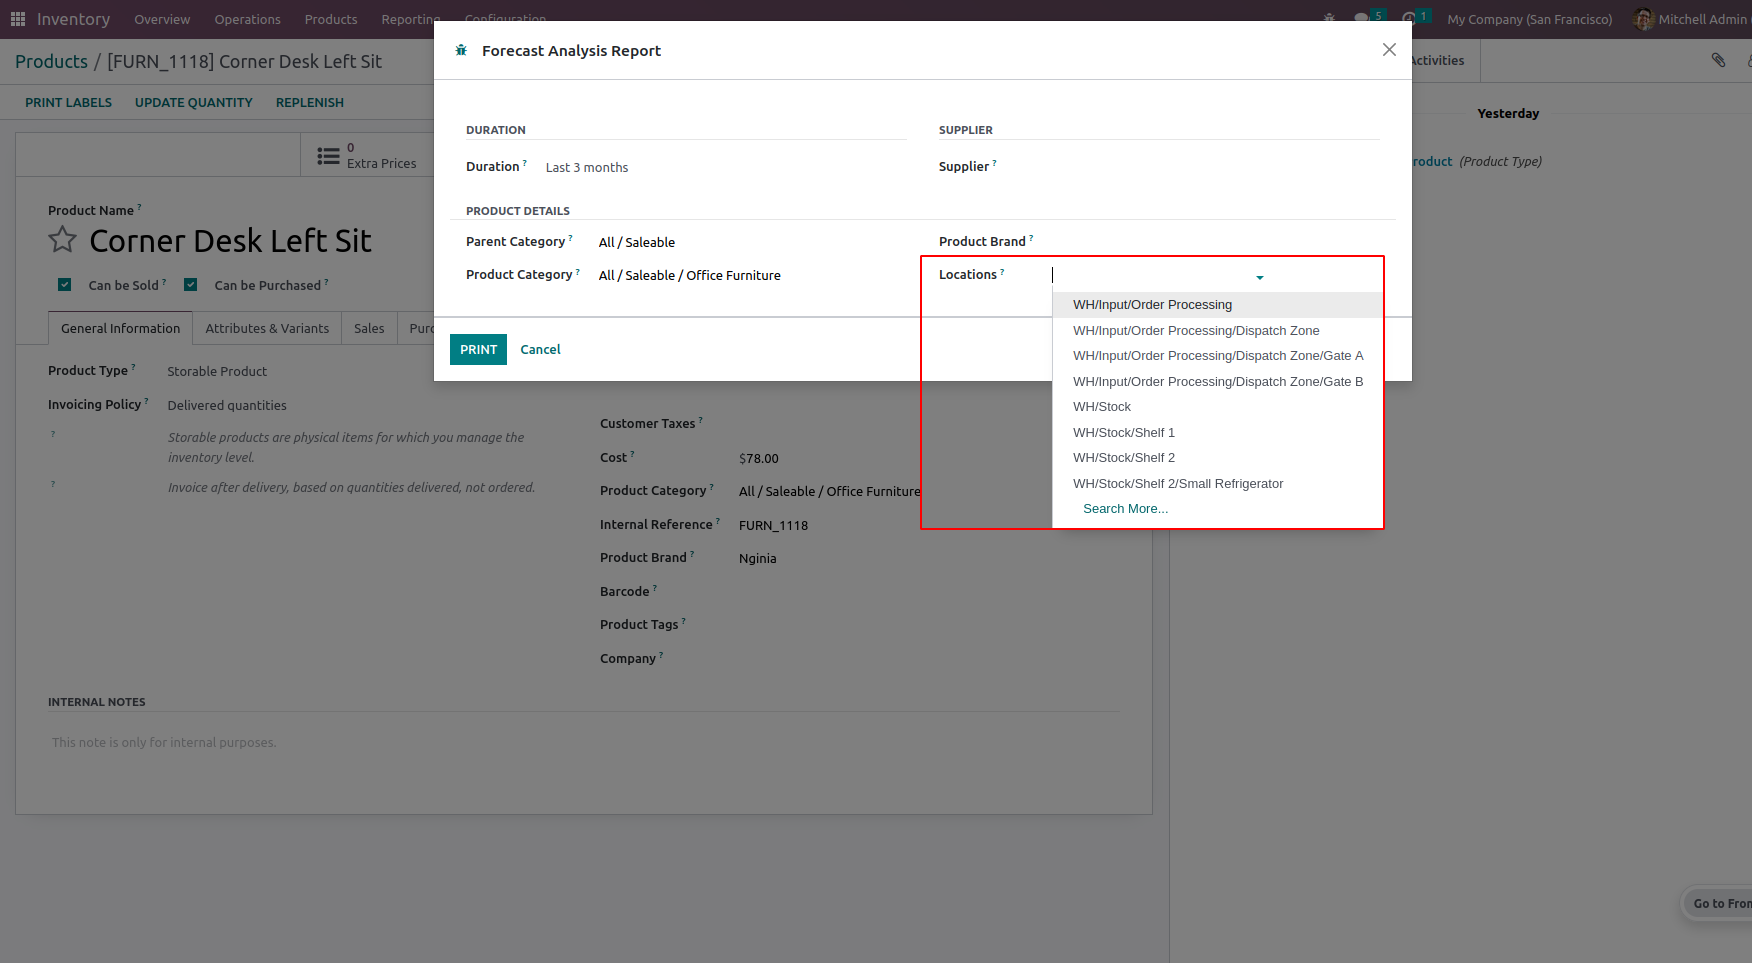 Inventory Overview Operations Products Reporting Configuration 5 1 My Company (San Francisco) Mitchell Admin
Products / [FURN_1118] Corner Desk Left Sit
Activities
PRINT LABELS UPDATE QUANTITY REPLENISH
Yesterday
(Product Type)
0
Extra Prices
Product Name ?
Corner Desk Left Sit
Can be Sold ? Can be Purchased ?
General Information Attributes & Variants Sales
Product Type ? Storable Product
Invoicing Policy ? Delivered quantities
? Storable products are physical items for which you manage the
inventory level.
? Invoice after delivery, based on quantities delivered, not ordered.
Customer Taxes ?
Cost ? $78.00
Product Category ? All / Saleable / Office Furniture
Internal Reference ? FURN_1118
Product Brand ? Nginia
Barcode ?
Product Tags ?
Company ?
INTERNAL NOTES
This note is only for internal purposes.
Go to
Forecast Analysis Report
DURATION
Duration ? Last 3 months
SUPPLIER
Supplier ?
PRODUCT DETAILS
Parent Category ? All / Saleable
Product Category ? All / Saleable / Office Furniture
Product Brand ?
Locations ?
WH/Input/Order Processing
WH/Input/Order Processing/Dispatch Zone
WH/Input/Order Processing/Dispatch Zone/Gate A
WH/Input/Order Processing/Dispatch Zone/Gate B
WH/Stock
WH/Stock/Shelf 1
WH/Stock/Shelf 2
WH/Stock/Shelf 2/Small Refrigerator
Search More...
PRINT Cancel